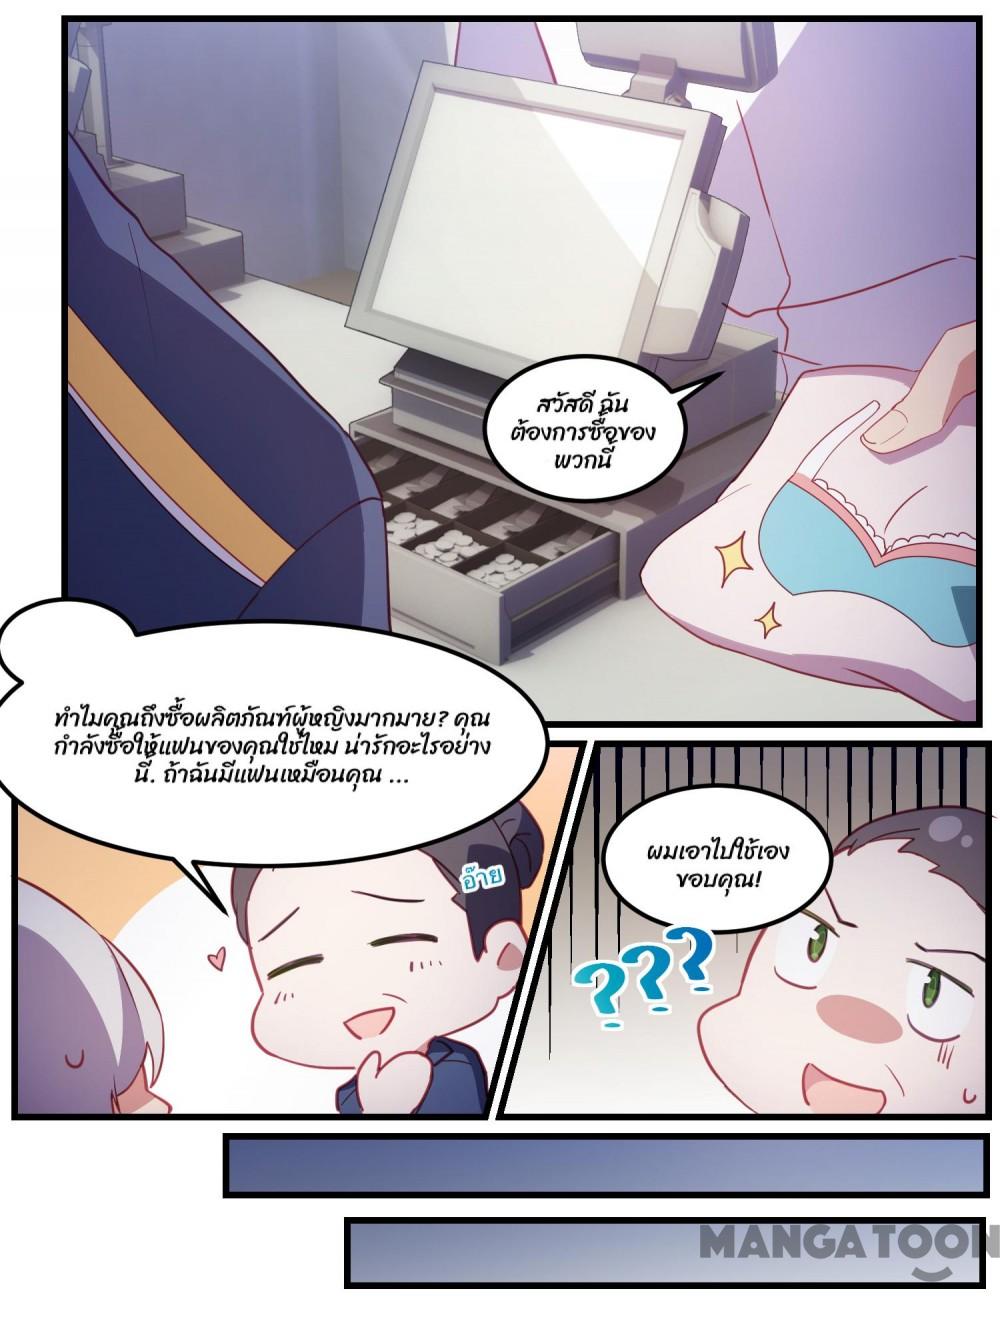 สวัสดี ฉัน
ต้องการซื้อของ
พวกนี้
ทำไมคุณถึงซื้อผลิตภัณฑ์ผู้หญิงมากมาย? คุณ
กำลังซื้อให้แฟนของคุณใช่ไหม น่ารักอะไรอย่าง
นี้. ถ้าฉันมีแฟนเหมือนคุณ ...
อ๊าย
ผมเอาไปใช้เอง
ขอบคุณ!
???
MANGATOON